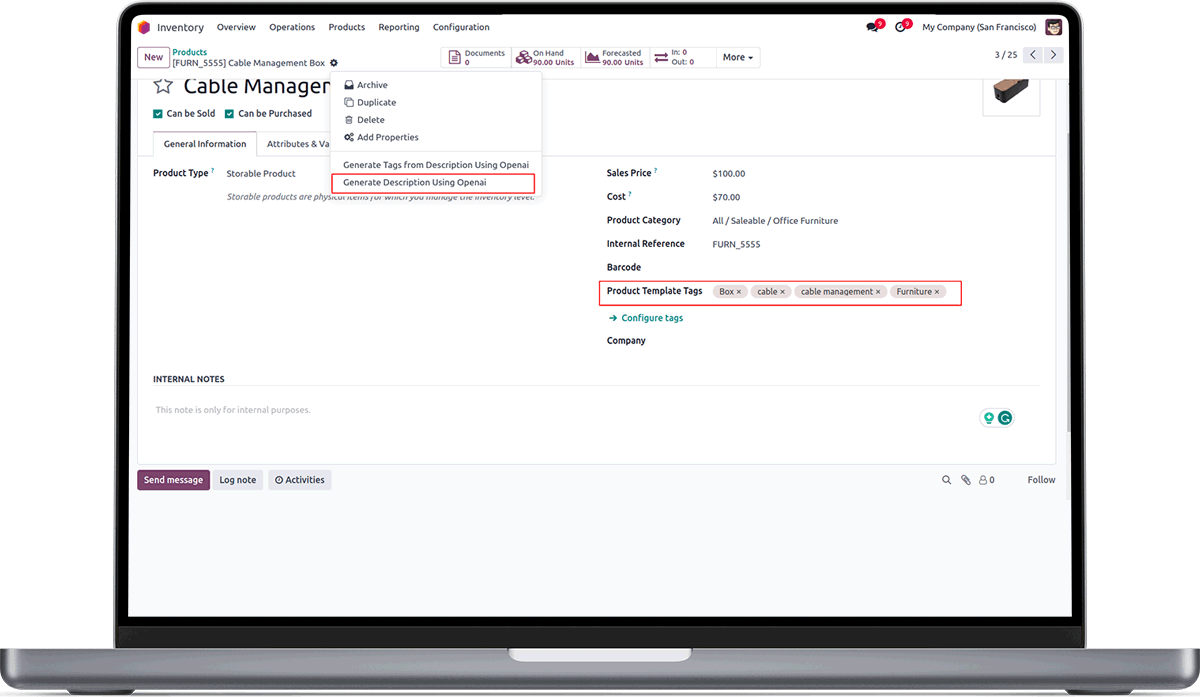 Inventory Overview Operations Products Reporting Configuration 9 9 My Company (San Francisco)
New Products
[FURN_5555] Cable Management Box
Documents 0
On Hand 90.00 Units
Forecasted 90.00 Units
In: 0
Out: 0
More
3 / 25
Cable Managen
Archive
Duplicate
Delete
Add Properties
Generate Tags from Description Using Openai
Generate Description Using Openai
Can be Sold Can be Purchased
General Information Attributes & Va
Product Type ? Storable Product
Storable products are physical items for which you manage the inventory level.
Sales Price ? $100.00
Cost ? $70.00
Product Category All / Saleable / Office Furniture
Internal Reference FURN_5555
Barcode
Product Template Tags Box × cable × cable management × Furniture ×
→ Configure tags
Company
INTERNAL NOTES
This note is only for internal purposes.
Send message Log note Activities 0 Follow